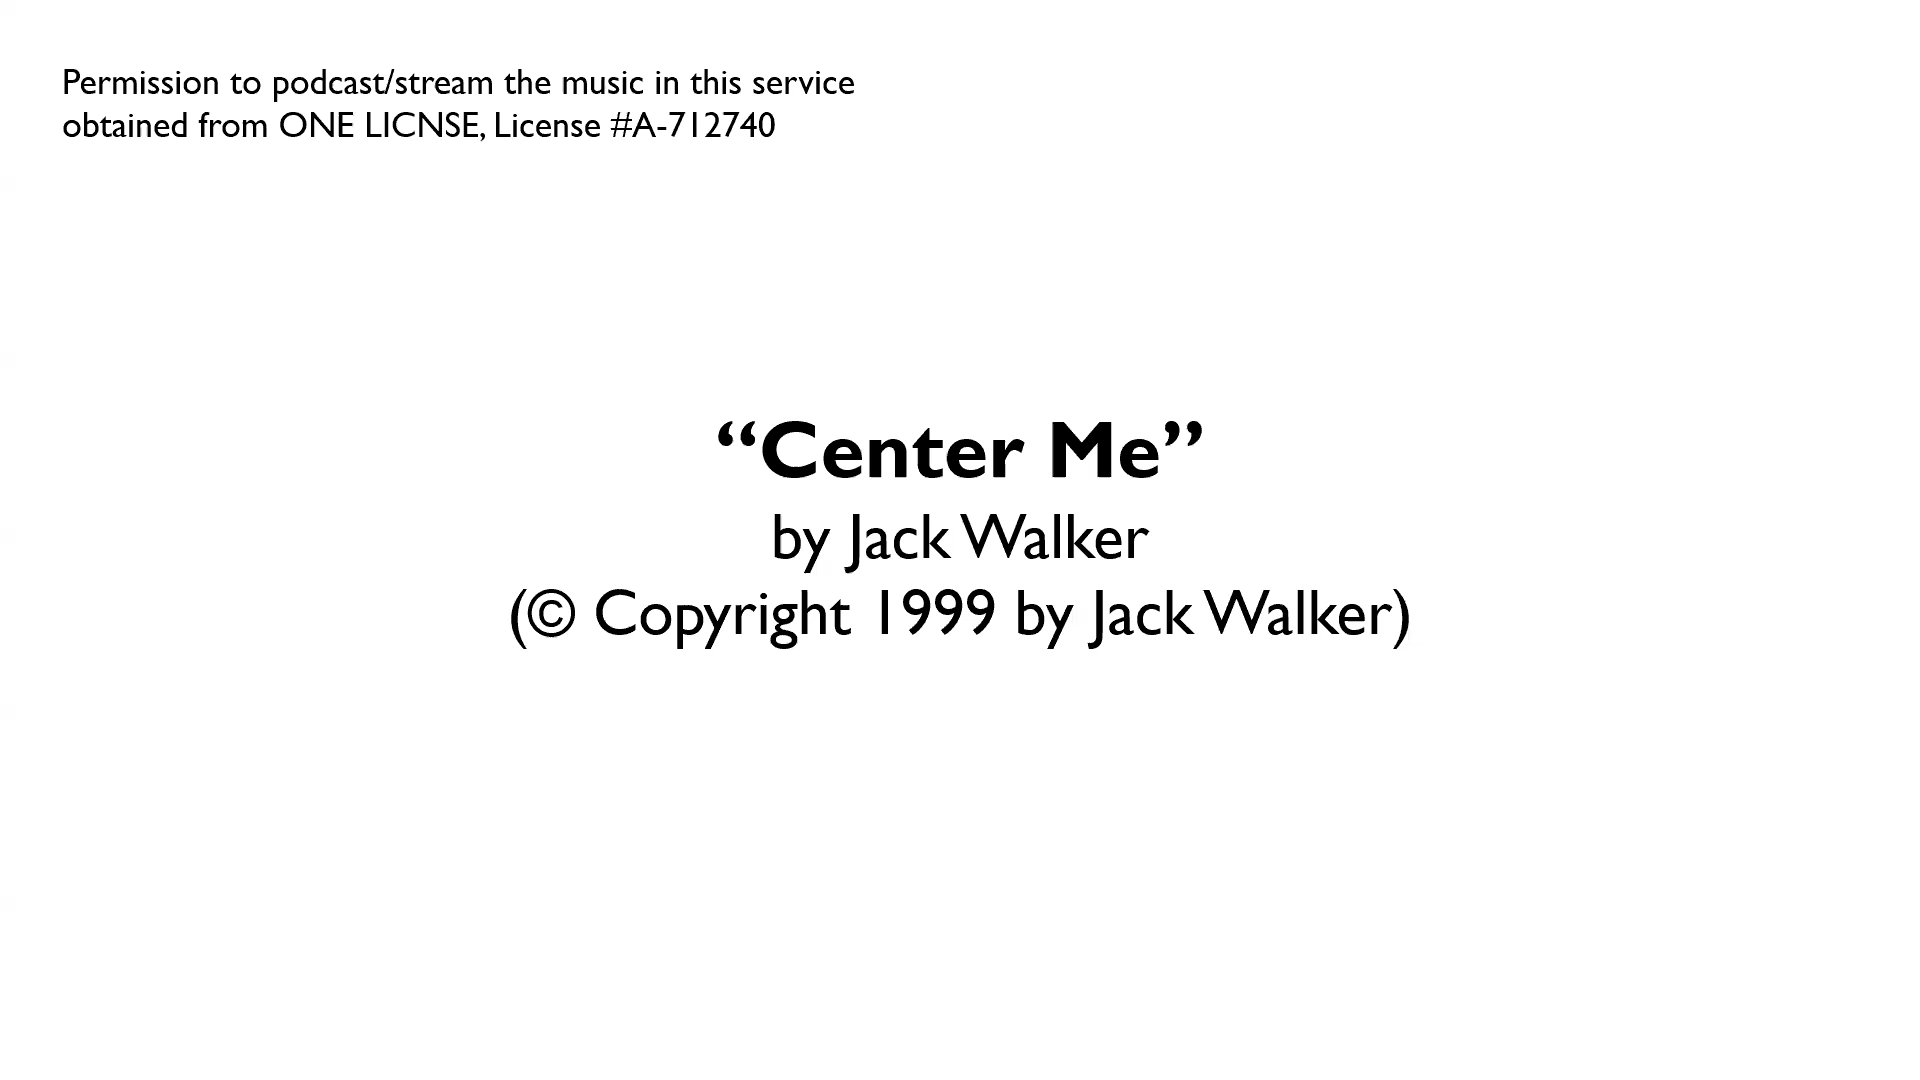 Permission to podcast/stream the music in this service
obtained from ONE LICNSE, License #A-712740
“Center Me”
by Jack Walker
(© Copyright 1999 by Jack Walker)